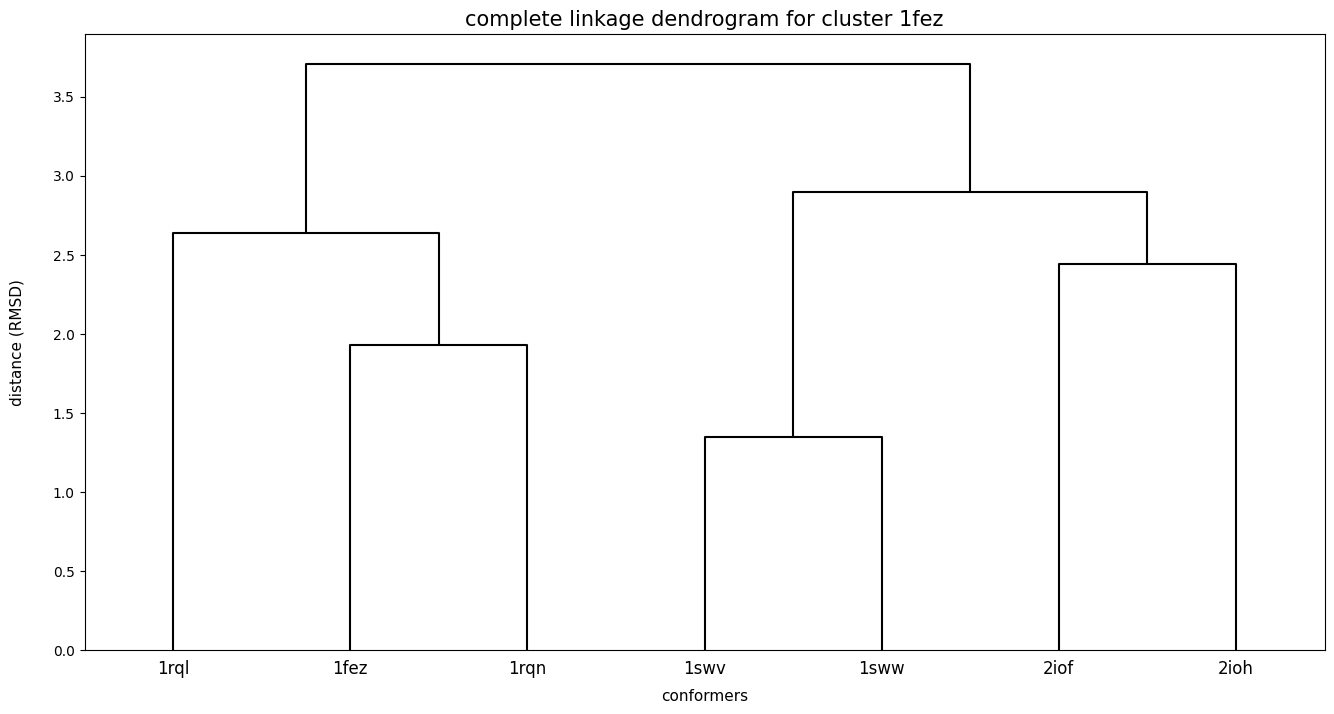 complete linkage dendrogram for cluster 1fez
distance (RMSD)
3.5
3.0
2.5
2.0
1.5
1.0
0.5
0.0
1rql 1fez 1rqn 1swv 1sww 2iof 2ioh
conformers